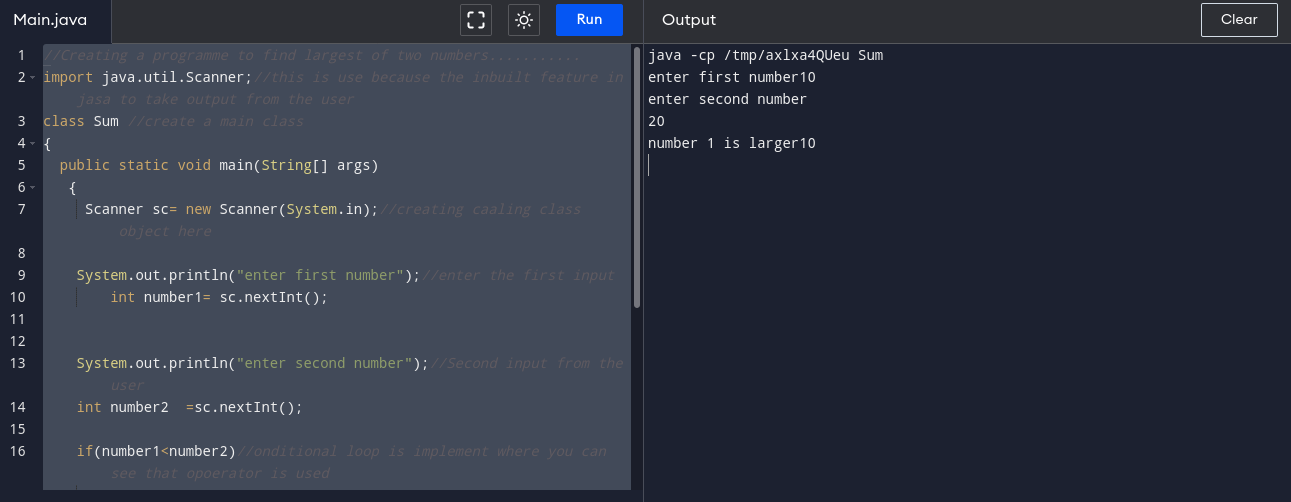 Main.java
Run
Output
Clear
1 //Creating a programme to find largest of two numbers...........
2 import java.util.Scanner;//this is use because the inbuilt feature in
jasa to take output from the user
3 class Sum //create a main class
4 {
5 public static void main(String[] args)
6 {
7 Scanner sc= new Scanner(System.in);//creating caaling class
object here
8
9 System.out.println("enter first number");//enter the first input
10 int number1= sc.nextInt();
11
12
13 System.out.println("enter second number");//Second input from the
user
14 int number2  =sc.nextInt();
15
16 if(number1<number2)//onditional loop is implement where you can
see that opoerator is used
java -cp /tmp/axlxa4QUeu Sum
enter first number10
enter second number
20
number 1 is larger10